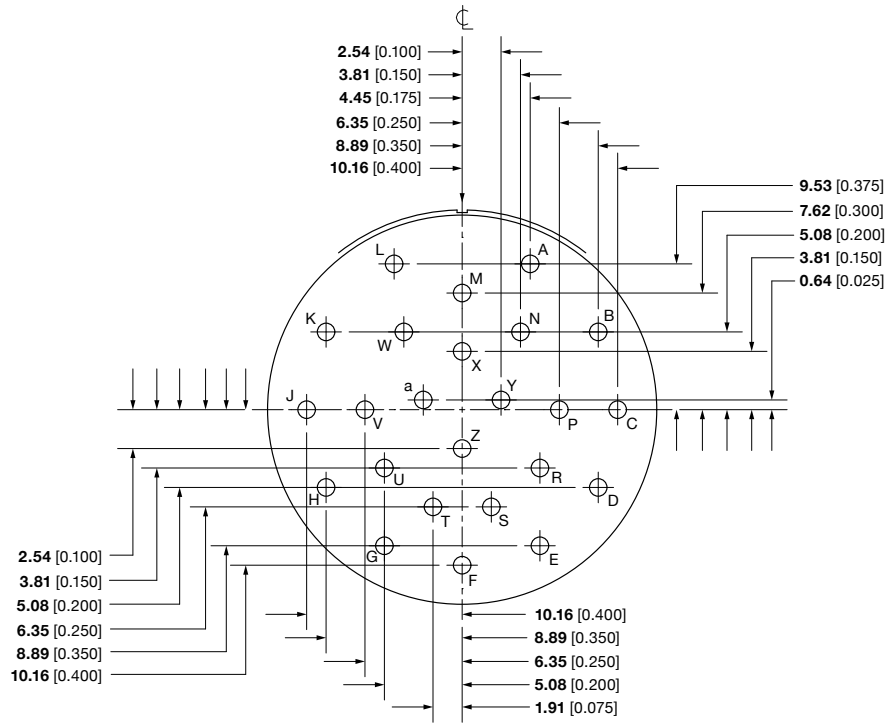 ℄
2.54 [0.100]
3.81 [0.150]
4.45 [0.175]
6.35 [0.250]
8.89 [0.350]
10.16 [0.400]
9.53 [0.375]
7.62 [0.300]
5.08 [0.200]
3.81 [0.150]
0.64 [0.025]
L A
M
K W N B
X
a Y
J V P C
Z
U R
H D
T S
G E
F
2.54 [0.100]
3.81 [0.150]
5.08 [0.200]
6.35 [0.250]
8.89 [0.350]
10.16 [0.400]
10.16 [0.400]
8.89 [0.350]
6.35 [0.250]
5.08 [0.200]
1.91 [0.075]